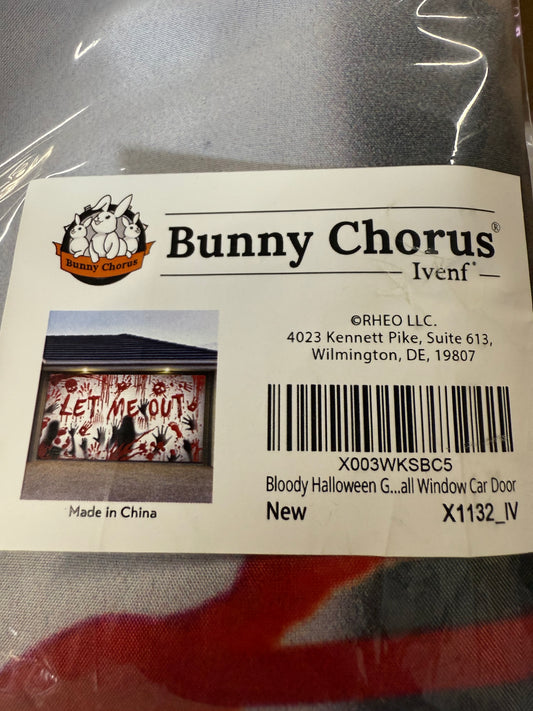 Bunny Chorus
Bunny Chorus®
Ivenf®
©RHEO LLC.
4023 Kennett Pike, Suite 613,
Wilmington, DE, 19807
LET ME OUT
X003WKSBC5
Bloody Halloween G...all Window Car Door
New X1132_IV
Made in China